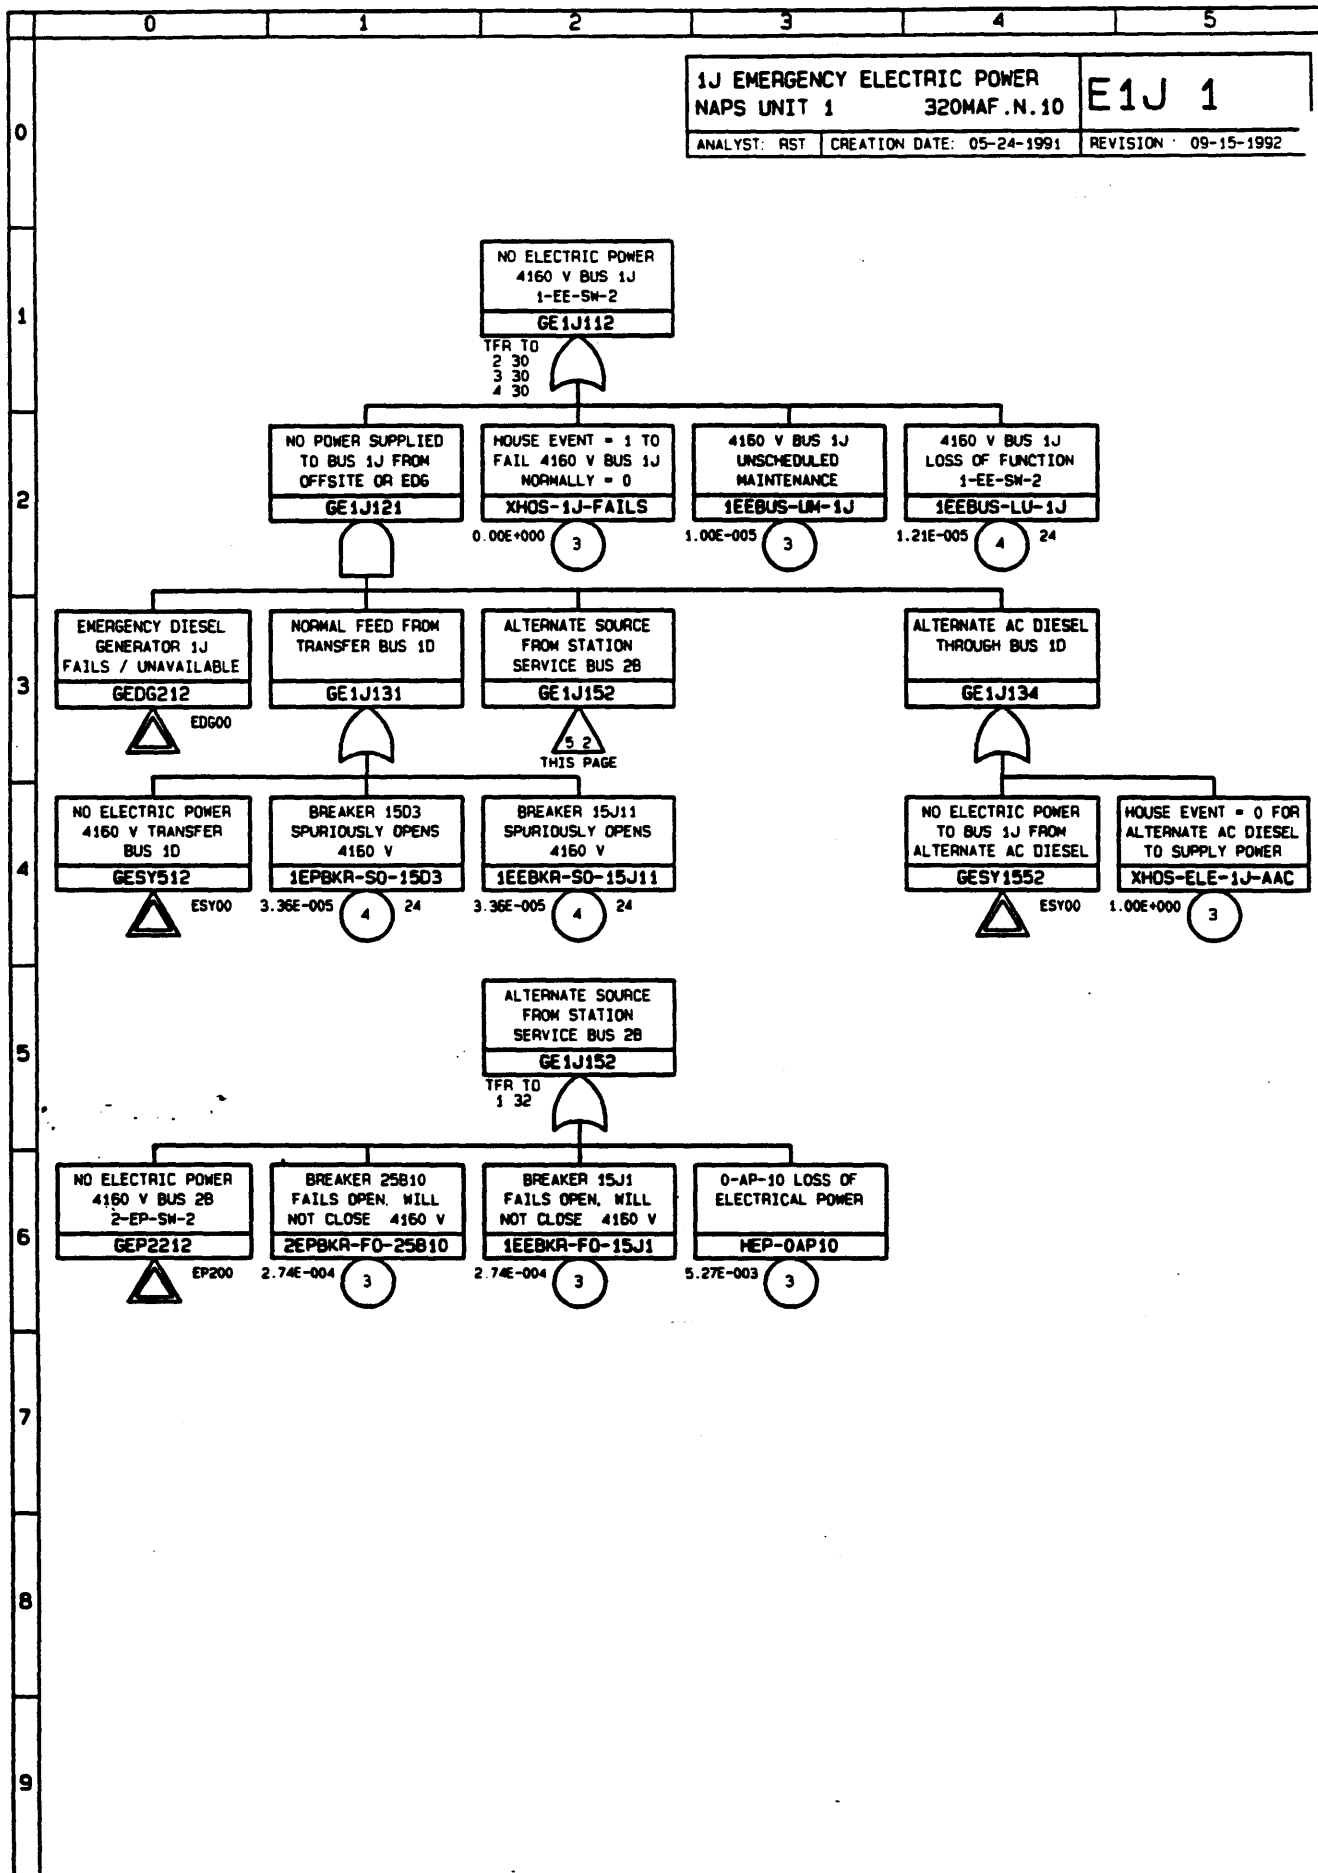 0 1 2 3 4 5
1J EMERGENCY ELECTRIC POWER
NAPS UNIT 1 320MAF.N.10
E1J 1
ANALYST: RST CREATION DATE: 05-24-1991 REVISION 09-15-1992
0
NO ELECTRIC POWER
4160 V BUS 1J
1-EE-SW-2
GE1J112
1
TFR TO
2 30
3 30
4 30
NO POWER SUPPLIED
TO BUS 1J FROM
OFFSITE OR EDG
GE1J121
HOUSE EVENT = 1 TO
FAIL 4160 V BUS 1J
NORMALLY = 0
XHOS-1J-FAILS
0.00E+000 3
4160 V BUS 1J
UNSCHEDULED
MAINTENANCE
1EEBUS-UM-1J
1.00E-005 3
4160 V BUS 1J
LOSS OF FUNCTION
1-EE-SW-2
1EEBUS-LU-1J
1.21E-005 4 24
2
EMERGENCY DIESEL
GENERATOR 1J
FAILS / UNAVAILABLE
GEDG212
EDG00
NORMAL FEED FROM
TRANSFER BUS 1D
GE1J131
ALTERNATE SOURCE
FROM STATION
SERVICE BUS 2B
GE1J152
5 2
THIS PAGE
ALTERNATE AC DIESEL
THROUGH BUS 1D
GE1J134
3
NO ELECTRIC POWER
4160 V TRANSFER
BUS 1D
GESY512
ESY00
BREAKER 15D3
SPURIOUSLY OPENS
4160 V
1EPBKR-SO-15D3
3.36E-005 4 24
BREAKER 15J11
SPURIOUSLY OPENS
4160 V
1EEBKR-SO-15J11
3.36E-005 4 24
NO ELECTRIC POWER
TO BUS 1J FROM
ALTERNATE AC DIESEL
GESY1552
ESY00
HOUSE EVENT = 0 FOR
ALTERNATE AC DIESEL
TO SUPPLY POWER
XHOS-ELE-1J-AAC
1.00E+000 3
4
ALTERNATE SOURCE
FROM STATION
SERVICE BUS 2B
GE1J152
TFR TO
1 32
5
NO ELECTRIC POWER
4160 V BUS 2B
2-EP-SW-2
GEP2212
EP200
BREAKER 25B10
FAILS OPEN, WILL
NOT CLOSE 4160 V
2EPBKR-FO-25B10
2.74E-004 3
BREAKER 15J1
FAILS OPEN, WILL
NOT CLOSE 4160 V
1EEBKR-FO-15J1
2.74E-004 3
0-AP-10 LOSS OF
ELECTRICAL POWER
HEP-0AP10
5.27E-003 3
6
7
8
9